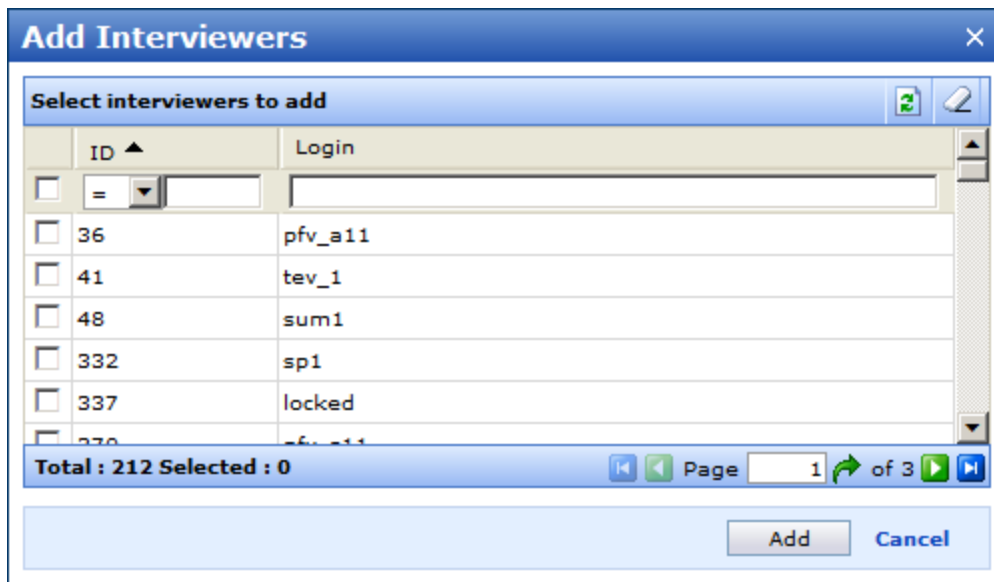 Add Interviewers
Select interviewers to add
ID Login
=
36 pfv_a11
41 tev_1
48 sum1
332 sp1
337 locked
Total : 212 Selected : 0 Page 1 of 3
Add Cancel